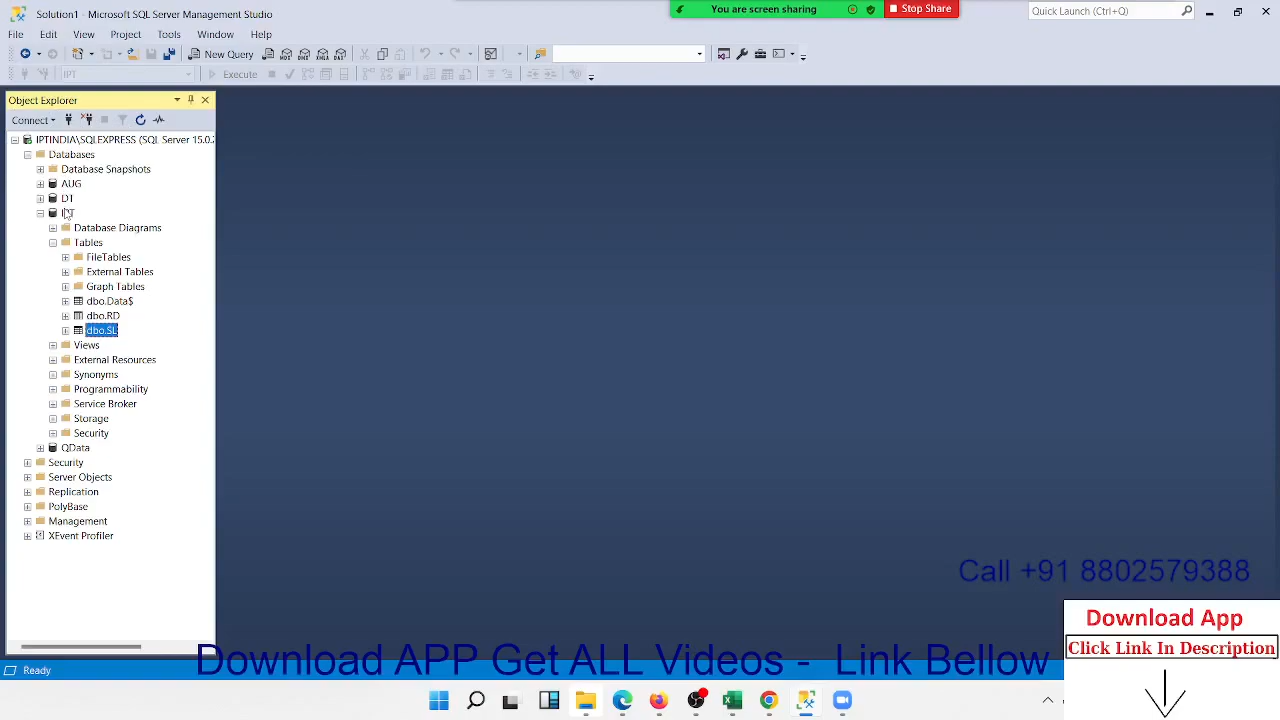 Solution1 - Microsoft SQL Server Management Studio
You are screen sharing
Stop Share
Quick Launch (Ctrl+Q)
File Edit View Project Tools Window Help
New Query
IPT
Execute
Object Explorer
Connect
IPTINDIA\SQLEXPRESS (SQL Server 15.0.2
Databases
Database Snapshots
AUG
DT
Database Diagrams
Tables
FileTables
External Tables
Graph Tables
dbo.Data$
dbo.RD
dbo.SL
Views
External Resources
Synonyms
Programmability
Service Broker
Storage
Security
QData
Security
Server Objects
Replication
PolyBase
Management
XEvent Profiler
Call +91 8802579388
Download App
Click Link In Description
Download APP Get ALL Videos - Link Bellow
Ready